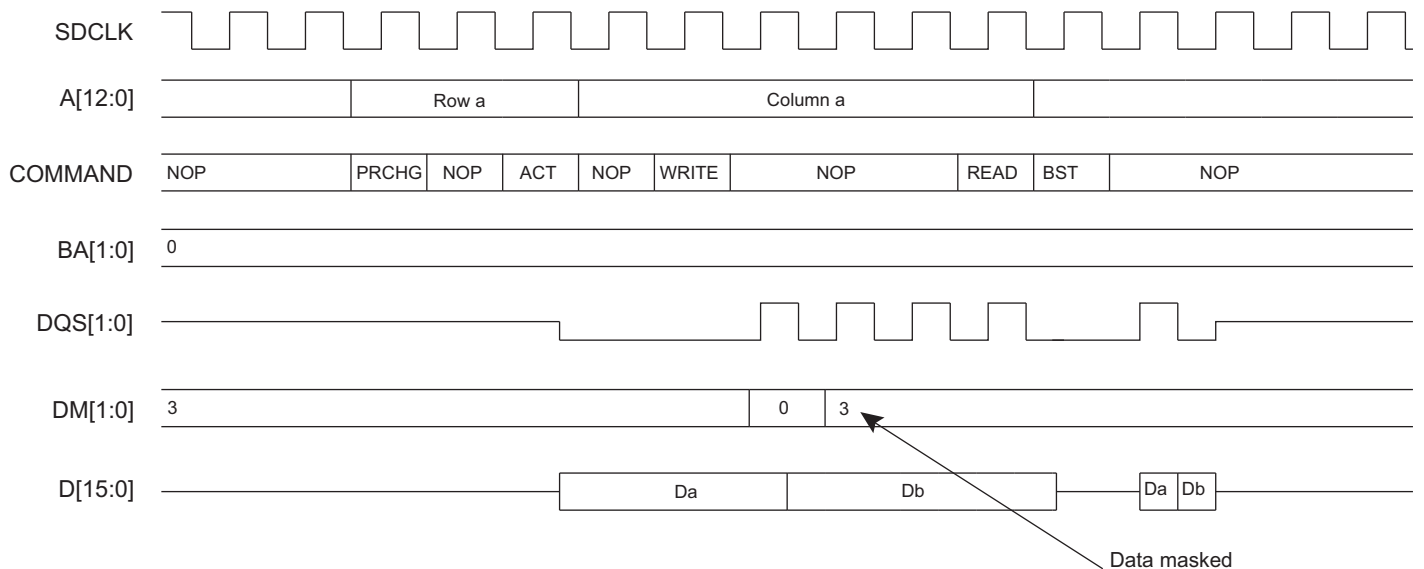 SDCLK
A[12:0] Row a Column a
COMMAND NOP PRCHG NOP ACT NOP WRITE NOP READ BST NOP
BA[1:0] 0
DQS[1:0]
DM[1:0] 3 0 3
D[15:0] Da Db Da Db
Data masked